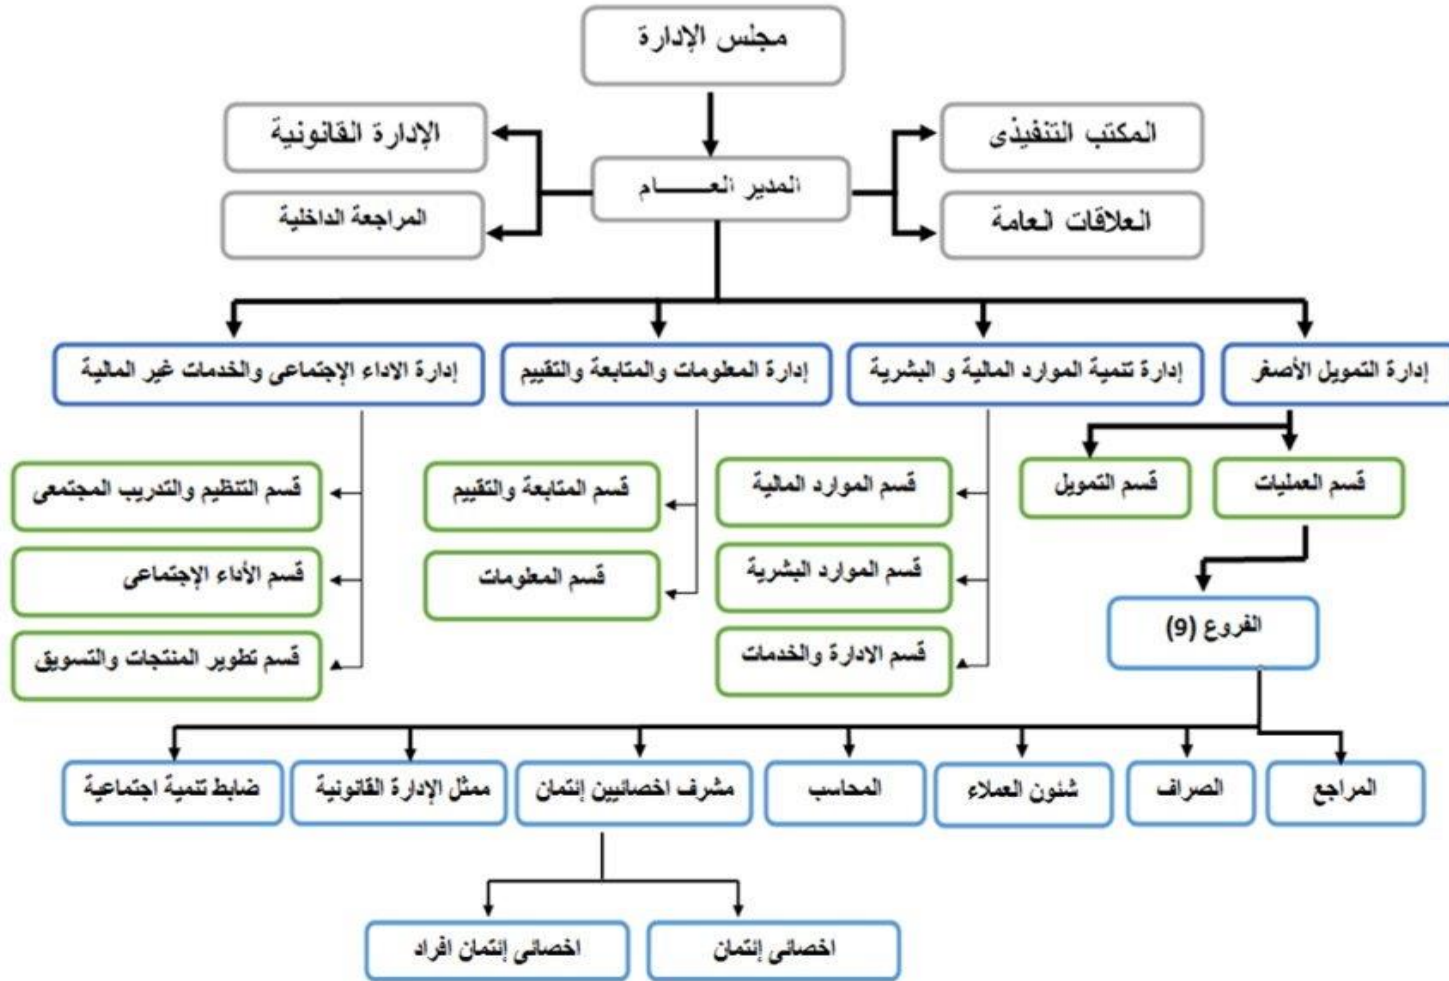 مجلس الإدارة
المكتب التنفيذى
الإدارة القانونية
المدير العــــــام
العلاقات العامة
المراجعة الداخلية
إدارة التمويل الأصغر
إدارة تنمية الموارد المالية و البشرية
إدارة المعلومات والمتابعة والتقييم
إدارة الاداء الإجتماعى والخدمات غير المالية
قسم العمليات
قسم التمويل
قسم الموارد المالية
قسم المتابعة والتقييم
قسم التنظيم والتدريب المجتمعى
قسم الموارد البشرية
قسم المعلومات
قسم الأداء الإجتماعى
الفروع (9)
قسم الادارة والخدمات
قسم تطوير المنتجات والتسويق
المراجع
الصراف
شئون العملاء
المحاسب
مشرف اخصائيين إئتمان
ممثل الإدارة القانونية
ضابط تنمية اجتماعية
اخصائى إئتمان
اخصائى إئتمان افراد